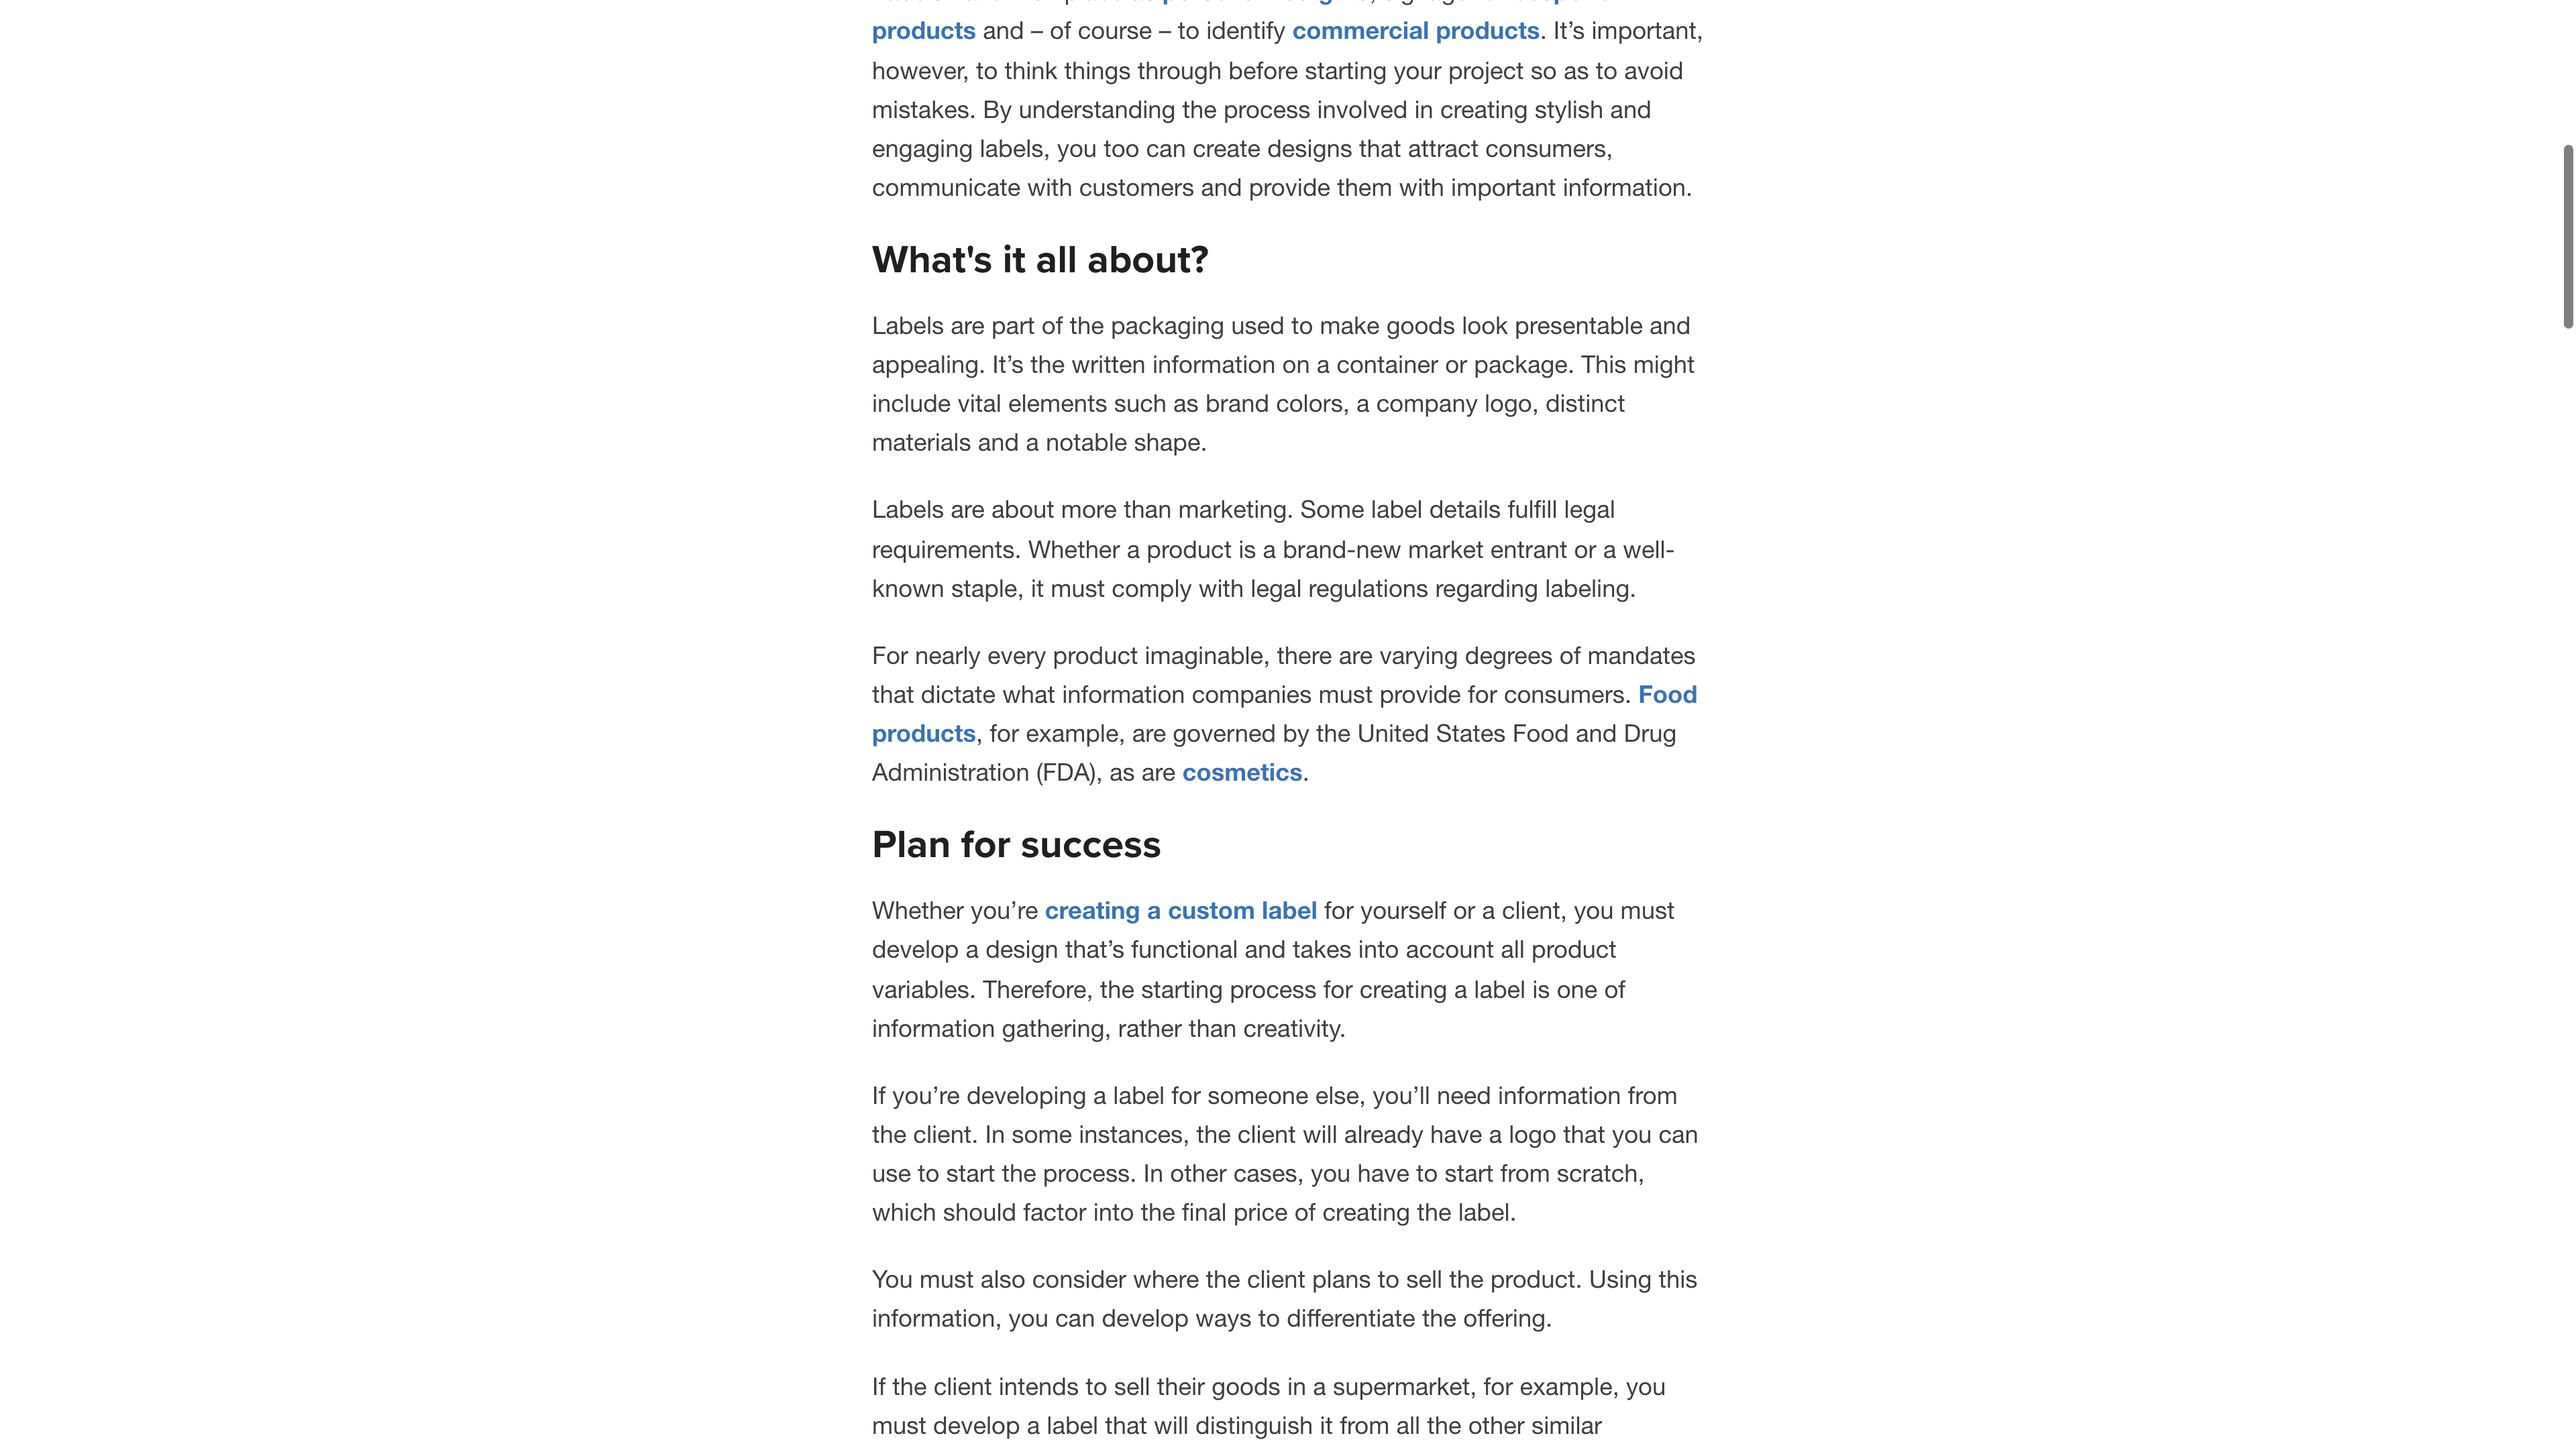 products and – of course – to identify commercial products. It’s important,
however, to think things through before starting your project so as to avoid
mistakes. By understanding the process involved in creating stylish and
engaging labels, you too can create designs that attract consumers,
communicate with customers and provide them with important information.
What's it all about?
Labels are part of the packaging used to make goods look presentable and
appealing. It’s the written information on a container or package. This might
include vital elements such as brand colors, a company logo, distinct
materials and a notable shape.
Labels are about more than marketing. Some label details fulfill legal
requirements. Whether a product is a brand-new market entrant or a well-
known staple, it must comply with legal regulations regarding labeling.
For nearly every product imaginable, there are varying degrees of mandates
that dictate what information companies must provide for consumers. Food
products, for example, are governed by the United States Food and Drug
Administration (FDA), as are cosmetics.
Plan for success
Whether you’re creating a custom label for yourself or a client, you must
develop a design that’s functional and takes into account all product
variables. Therefore, the starting process for creating a label is one of
information gathering, rather than creativity.
If you’re developing a label for someone else, you’ll need information from
the client. In some instances, the client will already have a logo that you can
use to start the process. In other cases, you have to start from scratch,
which should factor into the final price of creating the label.
You must also consider where the client plans to sell the product. Using this
information, you can develop ways to differentiate the offering.
If the client intends to sell their goods in a supermarket, for example, you
must develop a label that will distinguish it from all the other similar